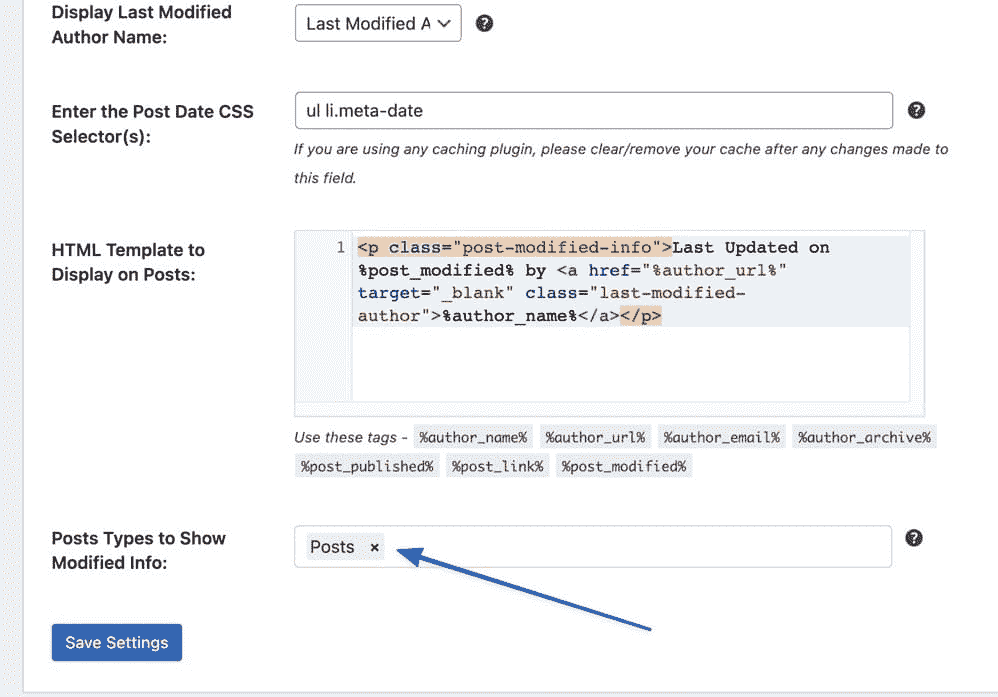 Display Last Modified
Author Name:
Last Modified A
Enter the Post Date CSS
Selector(s):
ul li.meta-date
If you are using any caching plugin, please clear/remove your cache after any changes made to
this field.
HTML Template to
Display on Posts:
1 <p class="post-modified-info">Last Updated on
%post_modified% by <a href="%author_url%"
target="_blank" class="last-modified-
author">%author_name%</a></p>
Use these tags - %author_name% %author_url% %author_email% %author_archive%
%post_published% %post_link% %post_modified%
Posts Types to Show
Modified Info:
Posts ×
Save Settings